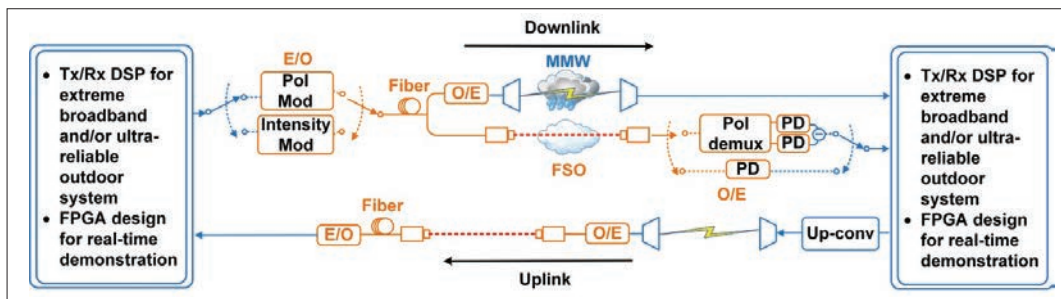 • Tx/Rx DSP for
extreme
broadband
and/or ultra-
reliable
outdoor
system
• FPGA design
for real-time
demonstration
E/O
Pol
Mod
Intensity
Mod
Fiber
Downlink
O/E
MMW
FSO
Pol
demux
PD
PD
PD
O/E
E/O
Fiber
O/E
Up-conv
Uplink
• Tx/Rx DSP for
extreme
broadband
and/or ultra-
reliable
outdoor
system
• FPGA design
for real-time
demonstration